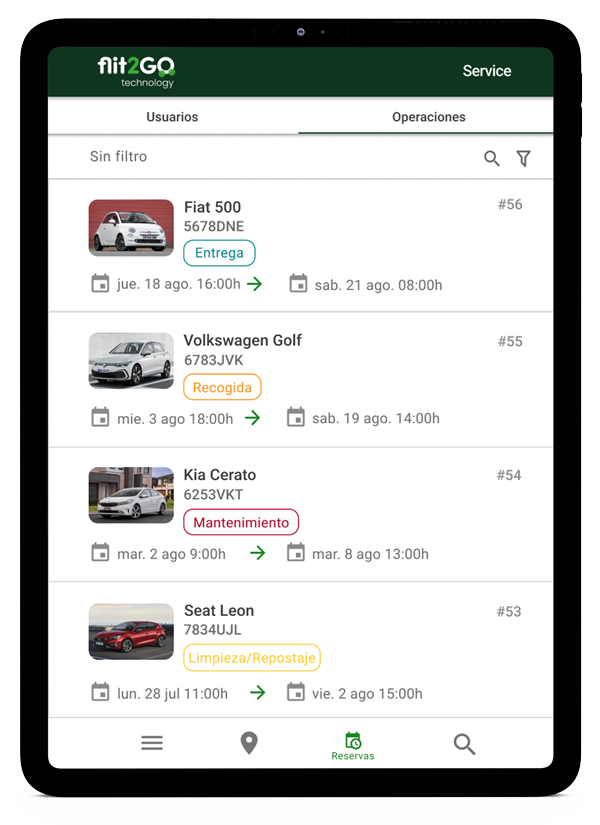 flit2GO
technology
Service
Usuarios Operaciones
Sin filtro
Fiat 500 #56
5678DNE
Entrega
jue. 18 ago. 16:00h sab. 21 ago. 08:00h
Volkswagen Golf #55
6783JVK
Recogida
mie. 3 ago 18:00h sab. 19 ago. 14:00h
Kia Cerato #54
6253VKT
Mantenimiento
mar. 2 ago 9:00h mar. 8 ago 13:00h
Seat Leon #53
7834UJL
Limpieza/Repostaje
lun. 28 jul 11:00h vie. 2 ago 15:00h
Reservas